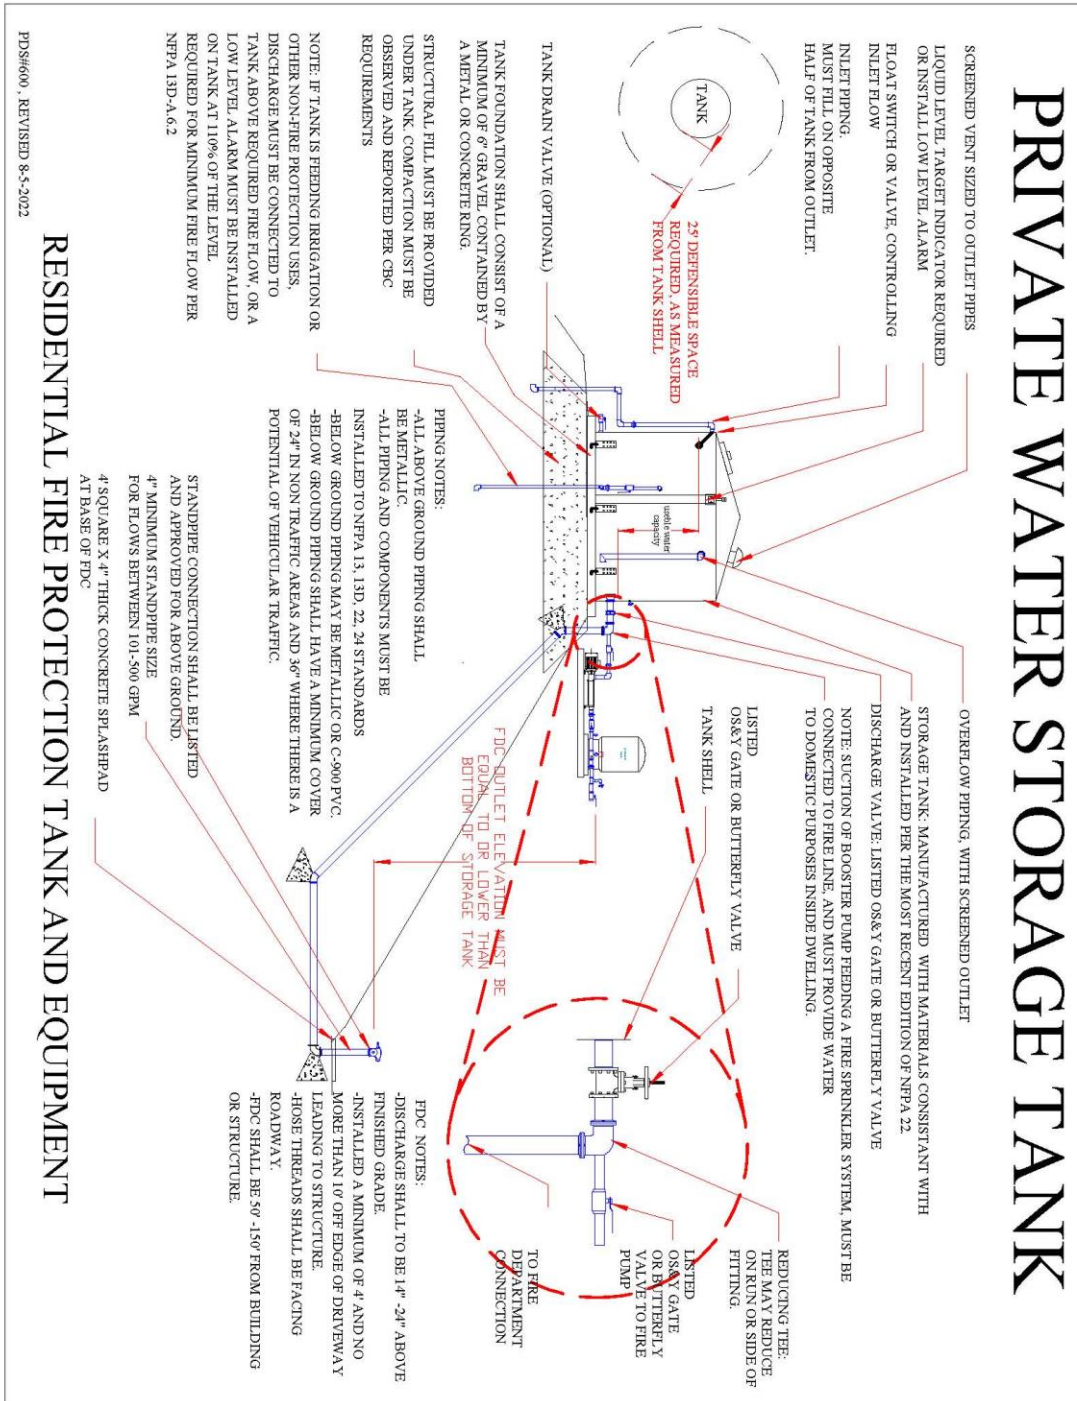 PRIVATE WATER STORAGE TANK
SCREENED VENT SIZED TO OUTLET PIPES
LIQUID LEVEL TARGET INDICATOR REQUIRED
OR INSTALL LOW LEVEL ALARM
FLOAT SWITCH OR VALVE, CONTROLLING
INLET FLOW
INLET PIPING.
MUST FILL ON OPPOSITE
HALF OF TANK FROM OUTLET.
TANK
25' DEFENSIBLE SPACE
REQUIRED, AS MEASURED
FROM TANK SHELL
TANK DRAIN VALVE (OPTIONAL)
TANK FOUNDATION SHALL CONSIST OF A
MINIMUM OF 6" GRAVEL CONTAINED BY
A METAL OR CONCRETE RING.
STRUCTURAL FILL MUST BE PROVIDED
UNDER TANK. COMPACTION MUST BE
OBSERVED AND REPORTED PER CBC
REQUIREMENTS
NOTE: IF TANK IS FEEDING IRRIGATION OR
OTHER NON-FIRE PROTECTION USES,
DISCHARGE MUST BE CONNECTED TO
TANK ABOVE REQUIRED FIRE FLOW, OR A
LOW LEVEL ALARM MUST BE INSTALLED
ON TANK AT 110% OF THE LEVEL
REQUIRED FOR MINIMUM FIRE FLOW PER
NFPA 13D-A.6.2
useble water
capacity
OVERFLOW PIPING, WITH SCREENED OUTLET
STORAGE TANK: MANUFACTURED WITH MATERIALS CONSISTANT WITH
AND INSTALLED PER THE MOST RECENT EDITION OF NFPA 22.
DISCHARGE VALVE: LISTED OS&Y GATE OR BUTTERFLY VALVE
NOTE: SUCTION OF BOOSTER PUMP FEEDING A FIRE SPRINKLER SYSTEM, MUST BE
CONNECTED TO FIRE LINE, AND MUST PROVIDE WATER
TO DOMESTIC PURPOSES INSIDE DWELLING.
LISTED
OS&Y GATE OR BUTTERFLY VALVE
TANK SHELL
REDUCING TEE:
TEE MAY REDUCE
ON RUN OR SIDE OF
FITTING.
LISTED
OS&Y GATE
OR BUTTERFLY
VALVE TO FIRE
PUMP
TO FIRE
DEPARTMENT
CONNECTION
FDC OUTLET ELEVATION MUST BE
EQUAL TO OR LOWER THAN
BOTTOM OF STORAGE TANK
PIPING NOTES:
-ALL ABOVE GROUND PIPING SHALL
BE METALLIC.
-ALL PIPING AND COMPONENTS MUST BE
INSTALLED TO NFPA 13, 13D, 22, 24 STANDARDS
-BELOW GROUND PIPING MAY BE METALLIC OR C-900 PVC.
-BELOW GROUND PIPING SHALL HAVE A MINIMUM COVER
OF 24" IN NON TRAFFIC AREAS AND 36" WHERE THERE IS A
POTENTIAL OF VEHICULAR TRAFFIC.
STANDPIPE CONNECTION SHALL BE LISTED
AND APPROVED FOR ABOVE GROUND.
4" MINIMUM STANDPIPE SIZE
FOR FLOWS BETWEEN 101-500 GPM
4' SQUARE X 4" THICK CONCRETE SPLASHPAD
AT BASE OF FDC
FDC NOTES:
-DISCHARGE SHALL TO BE 14" -24" ABOVE
FINISHED GRADE.
-INSTALLED A MINIMUM OF 4' AND NO
MORE THAN 10' OFF EDGE OF DRIVEWAY
LEADING TO STRUCTURE.
-HOSE THREADS SHALL BE FACING
ROADWAY.
-FDC SHALL BE 50' -150' FROM BUILDING
OR STRUCTURE.
RESIDENTIAL FIRE PROTECTION TANK AND EQUIPMENT
PDS#600 , REVISED 8-5-2022